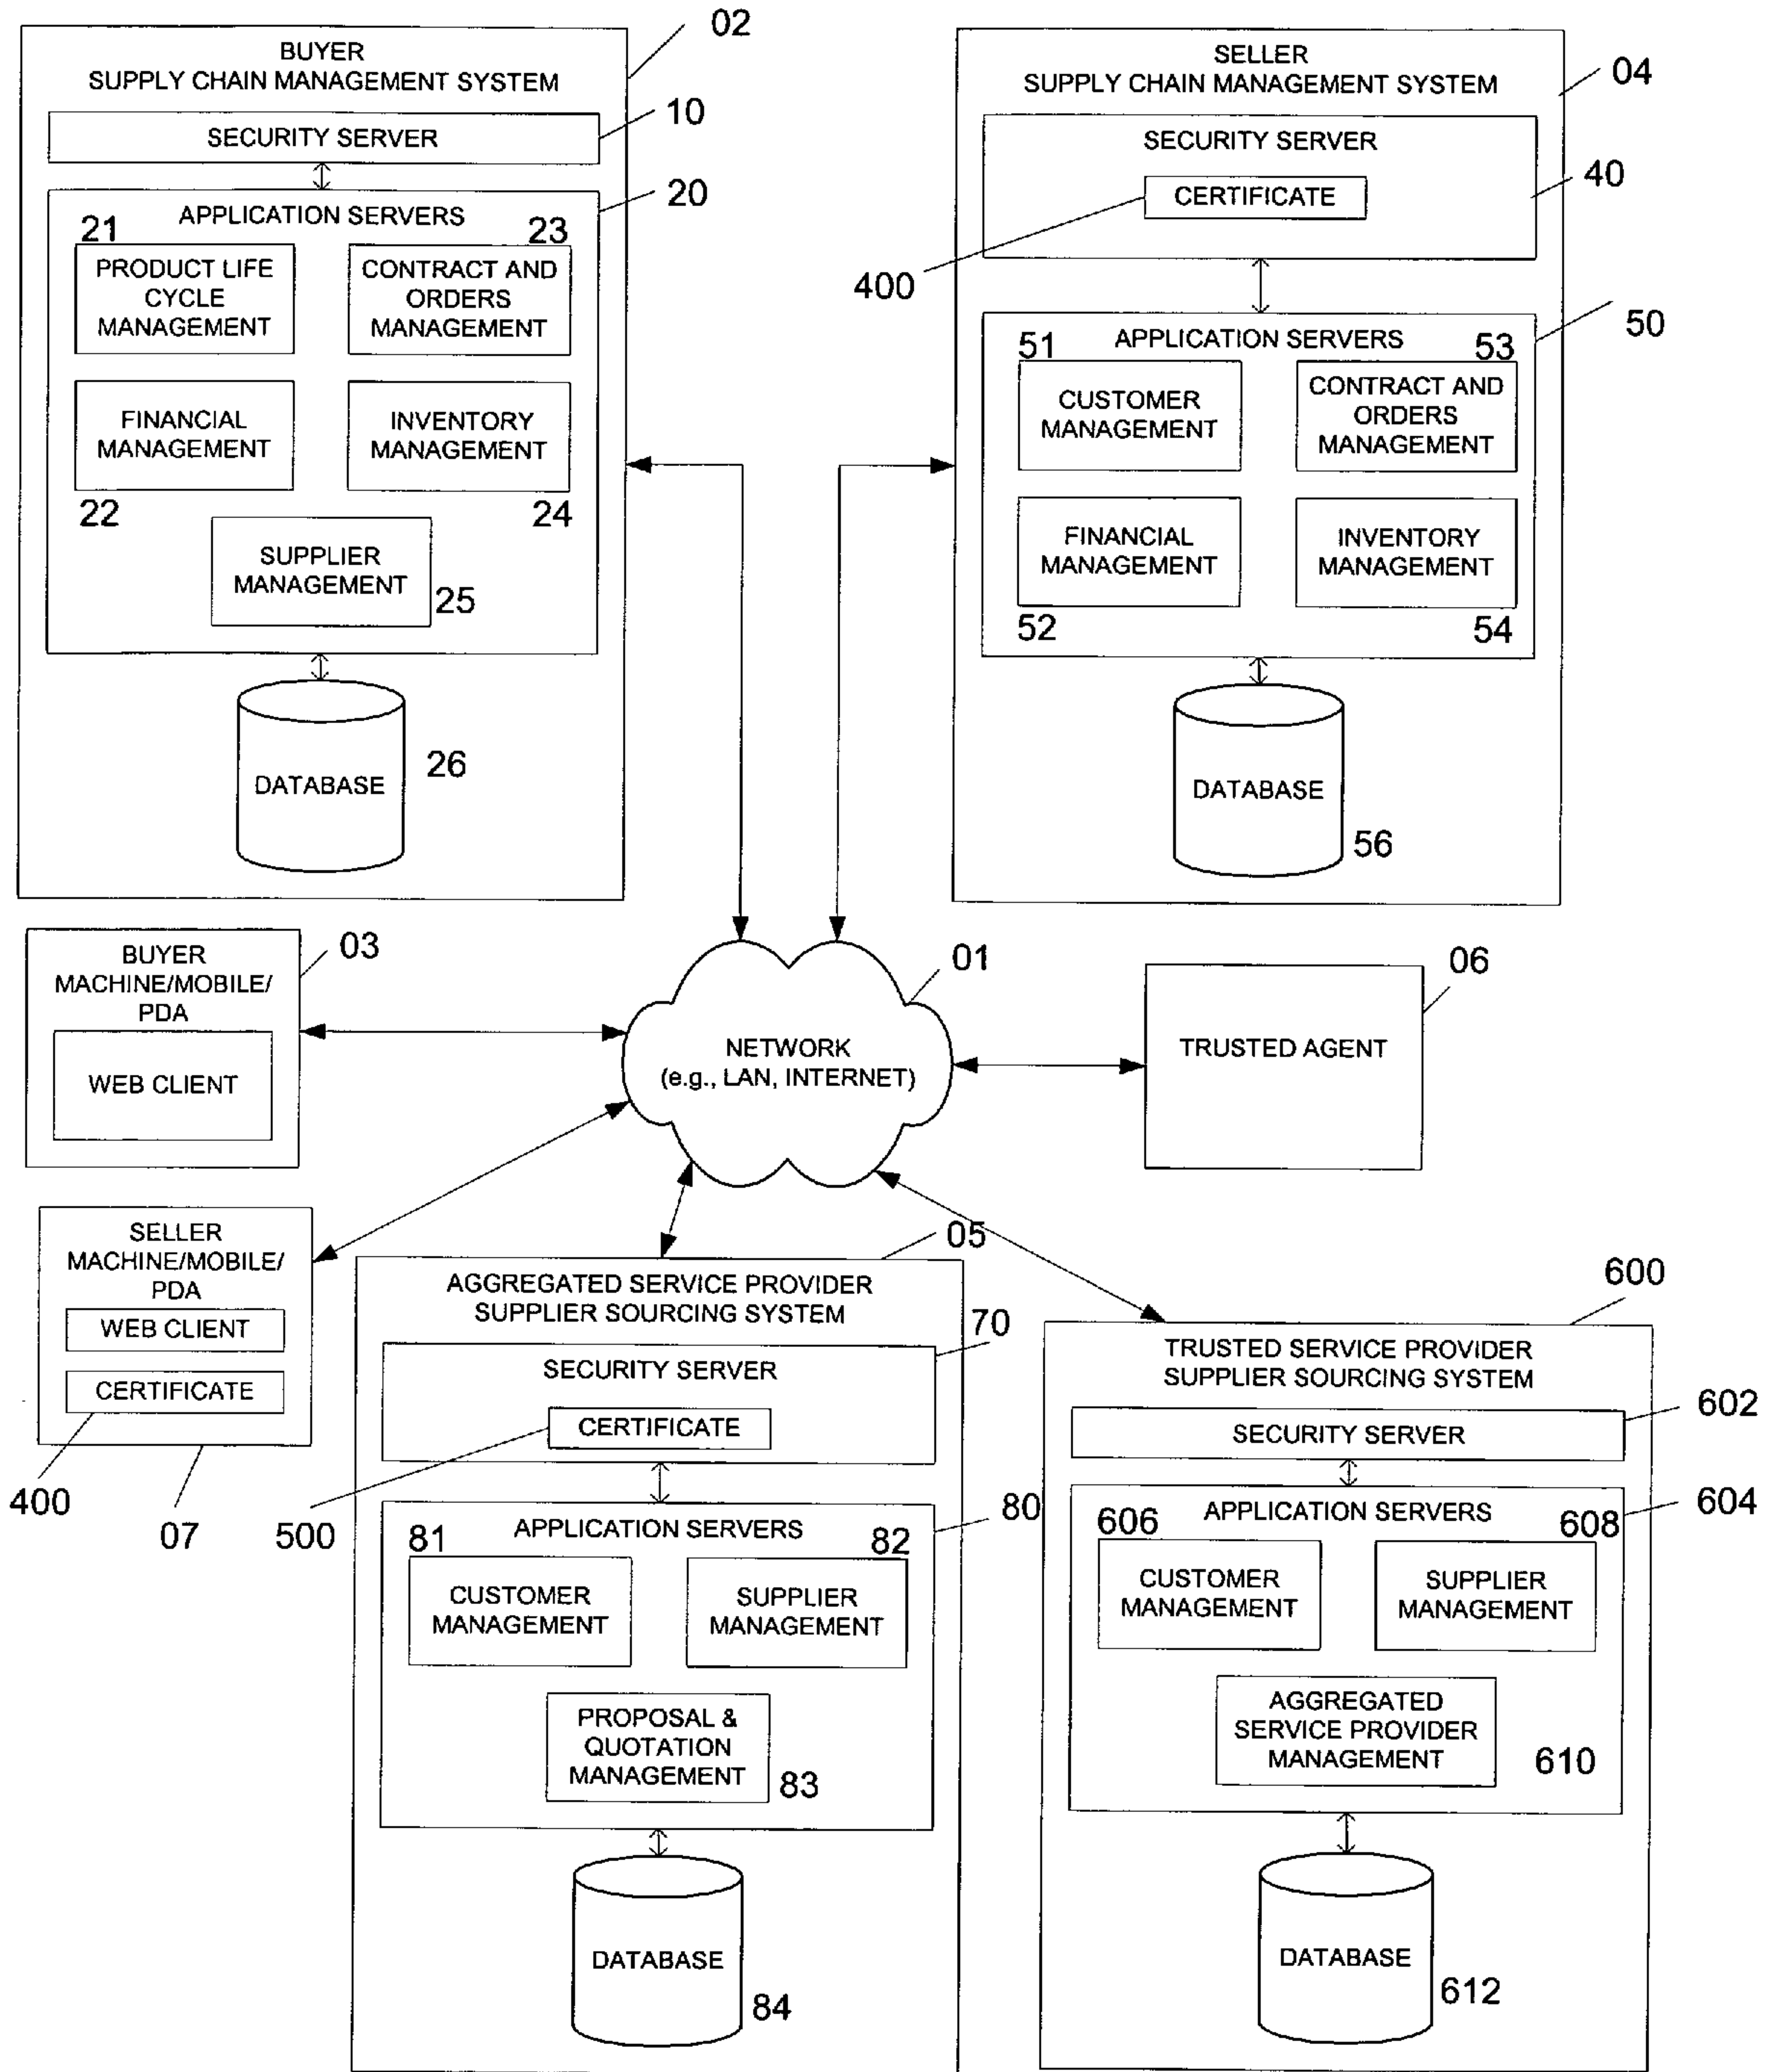 02
BUYER
SUPPLY CHAIN MANAGEMENT SYSTEM
10
SECURITY SERVER
20
APPLICATION SERVERS
21
23
PRODUCT LIFE
CYCLE
MANAGEMENT
CONTRACT AND
ORDERS
MANAGEMENT
FINANCIAL
MANAGEMENT
INVENTORY
MANAGEMENT
22
24
SUPPLIER
MANAGEMENT
25
DATABASE
26
SELLER
SUPPLY CHAIN MANAGEMENT SYSTEM
04
SECURITY SERVER
CERTIFICATE
40
400
50
APPLICATION SERVERS
51
53
CUSTOMER
MANAGEMENT
CONTRACT AND
ORDERS
MANAGEMENT
FINANCIAL
MANAGEMENT
INVENTORY
MANAGEMENT
52
54
DATABASE
56
BUYER
MACHINE/MOBILE/
PDA
WEB CLIENT
03
01
NETWORK
(e.g., LAN, INTERNET)
06
TRUSTED AGENT
SELLER
MACHINE/MOBILE/
PDA
WEB CLIENT
CERTIFICATE
400
07
05
AGGREGATED SERVICE PROVIDER
SUPPLIER SOURCING SYSTEM
70
SECURITY SERVER
CERTIFICATE
500
80
APPLICATION SERVERS
81
82
CUSTOMER
MANAGEMENT
SUPPLIER
MANAGEMENT
PROPOSAL &
QUOTATION
MANAGEMENT
83
DATABASE
84
600
TRUSTED SERVICE PROVIDER
SUPPLIER SOURCING SYSTEM
602
SECURITY SERVER
604
APPLICATION SERVERS
606
608
CUSTOMER
MANAGEMENT
SUPPLIER
MANAGEMENT
AGGREGATED
SERVICE PROVIDER
MANAGEMENT
610
DATABASE
612